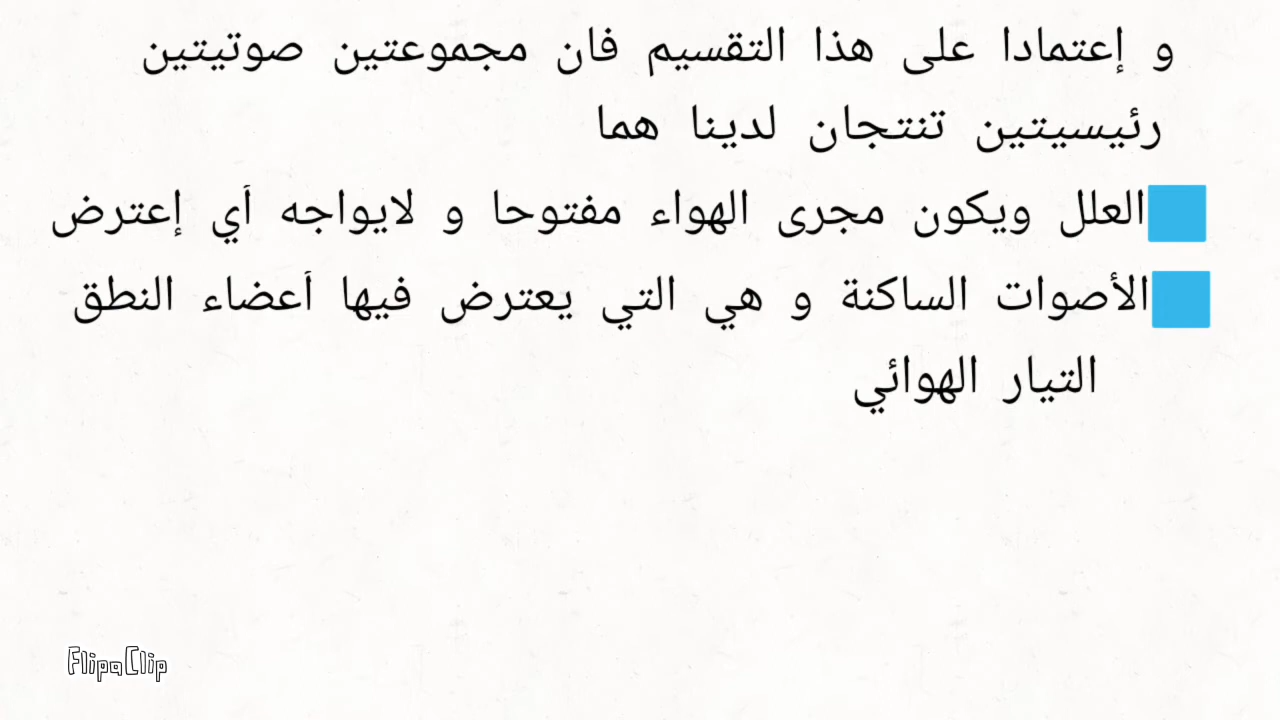 و إعتمادا على هذا التقسيم فان مجموعتين صوتيتين
رئيسيتين تنتجان لدينا هما
العلل ويكون مجرى الهواء مفتوحا و لايواجه أي إعترض
الأصوات الساكنة و هي التي يعترض فيها أعضاء النطق
التيار الهوائي
FlipaClip